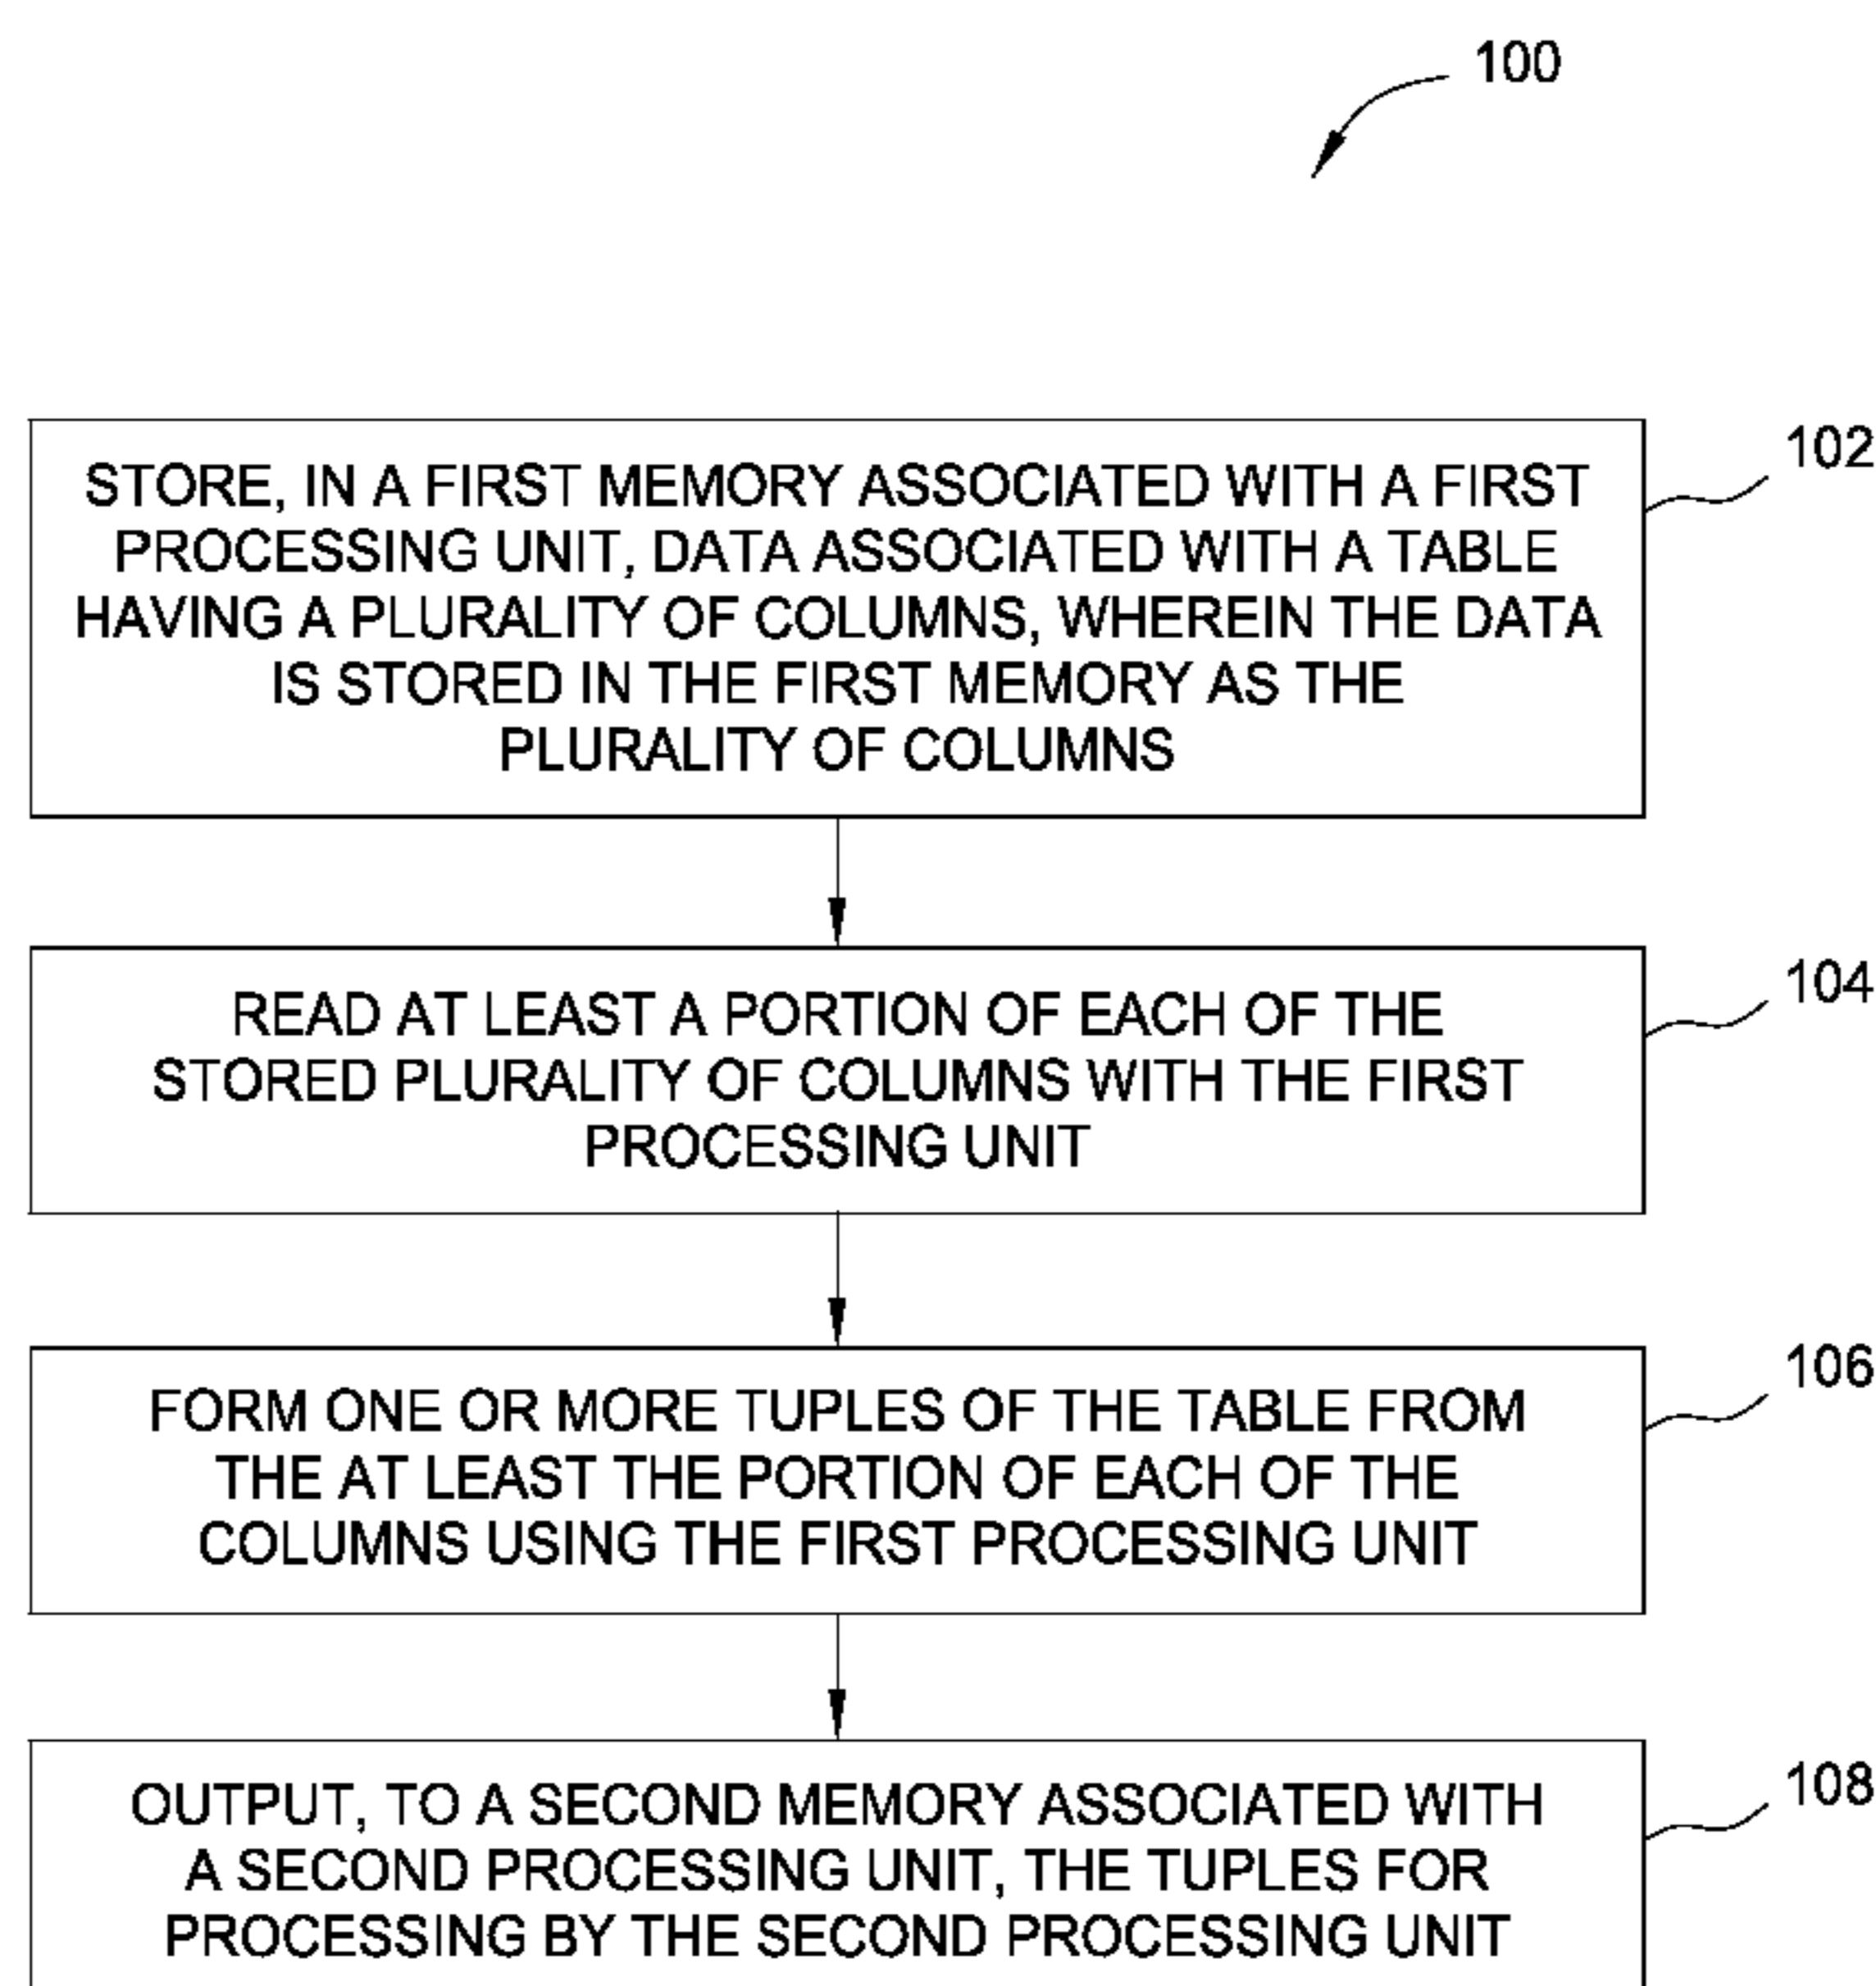 100
102
STORE, IN A FIRST MEMORY ASSOCIATED WITH A FIRST
PROCESSING UNIT, DATA ASSOCIATED WITH A TABLE
HAVING A PLURALITY OF COLUMNS, WHEREIN THE DATA
IS STORED IN THE FIRST MEMORY AS THE
PLURALITY OF COLUMNS
104
READ AT LEAST A PORTION OF EACH OF THE
STORED PLURALITY OF COLUMNS WITH THE FIRST
PROCESSING UNIT
106
FORM ONE OR MORE TUPLES OF THE TABLE FROM
THE AT LEAST THE PORTION OF EACH OF THE
COLUMNS USING THE FIRST PROCESSING UNIT
108
OUTPUT, TO A SECOND MEMORY ASSOCIATED WITH
A SECOND PROCESSING UNIT, THE TUPLES FOR
PROCESSING BY THE SECOND PROCESSING UNIT